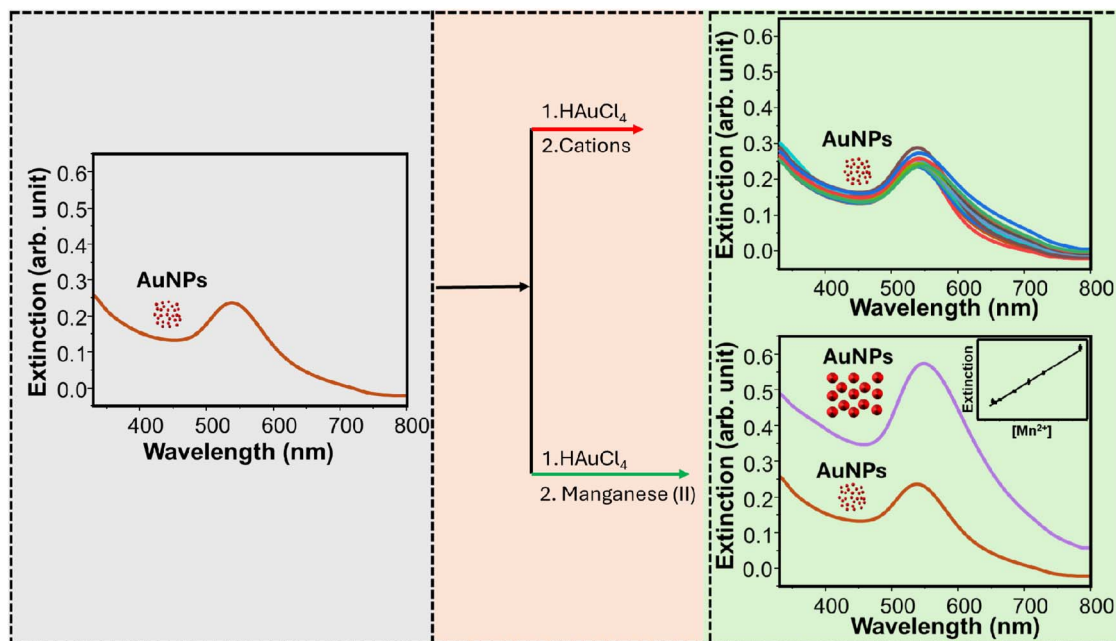 Extinction (arb. unit)
0.6
0.5
0.4
0.3
0.2
0.1
0.0
AuNPs
400 500 600 700 800
Wavelength (nm)
1.HAuCl₄
2.Cations
1.HAuCl₄
2. Manganese (II)
Extinction (arb. unit)
0.6
0.5
0.4
0.3
0.2
0.1
0.0
AuNPs
400 500 600 700 800
Wavelength (nm)
Extinction (arb. unit)
0.6
0.5
0.4
0.3
0.2
0.1
0.0
AuNPs
AuNPs
Extinction
[Mn²⁺]
400 500 600 700 800
Wavelength (nm)